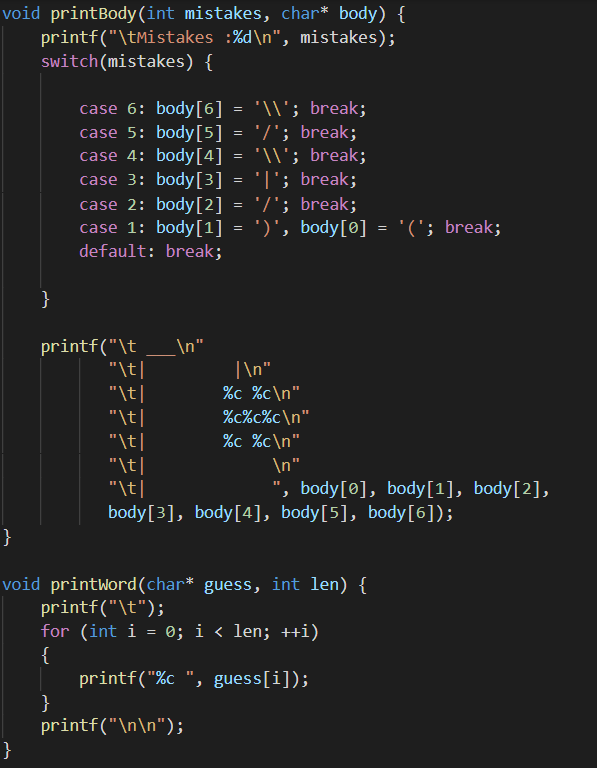 void printBody(int mistakes, char* body) {
    printf("\tMistakes :%d\n", mistakes);
    switch(mistakes) {

        case 6: body[6] = '\\'; break;
        case 5: body[5] = '/'; break;
        case 4: body[4] = '\\'; break;
        case 3: body[3] = '|'; break;
        case 2: body[2] = '/'; break;
        case 1: body[1] = ')', body[0] = '('; break;
        default: break;

    }

    printf("\t ___\n"
           "\t|         |\n"
           "\t|        %c %c\n"
           "\t|        %c%c%c\n"
           "\t|        %c %c\n"
           "\t|             \n"
           "\t|             ", body[0], body[1], body[2],
           body[3], body[4], body[5], body[6]);
}

void printWord(char* guess, int len) {
    printf("\t");
    for (int i = 0; i < len; ++i)
    {
        printf("%c ", guess[i]);
    }
    printf("\n\n");
}